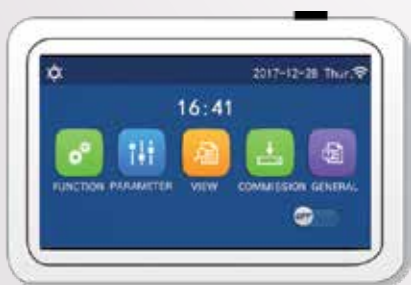 2017-12-28 Thur.
16:41
FUNCTION PARAMETER VIEW COMMISSION GENERAL
OFF